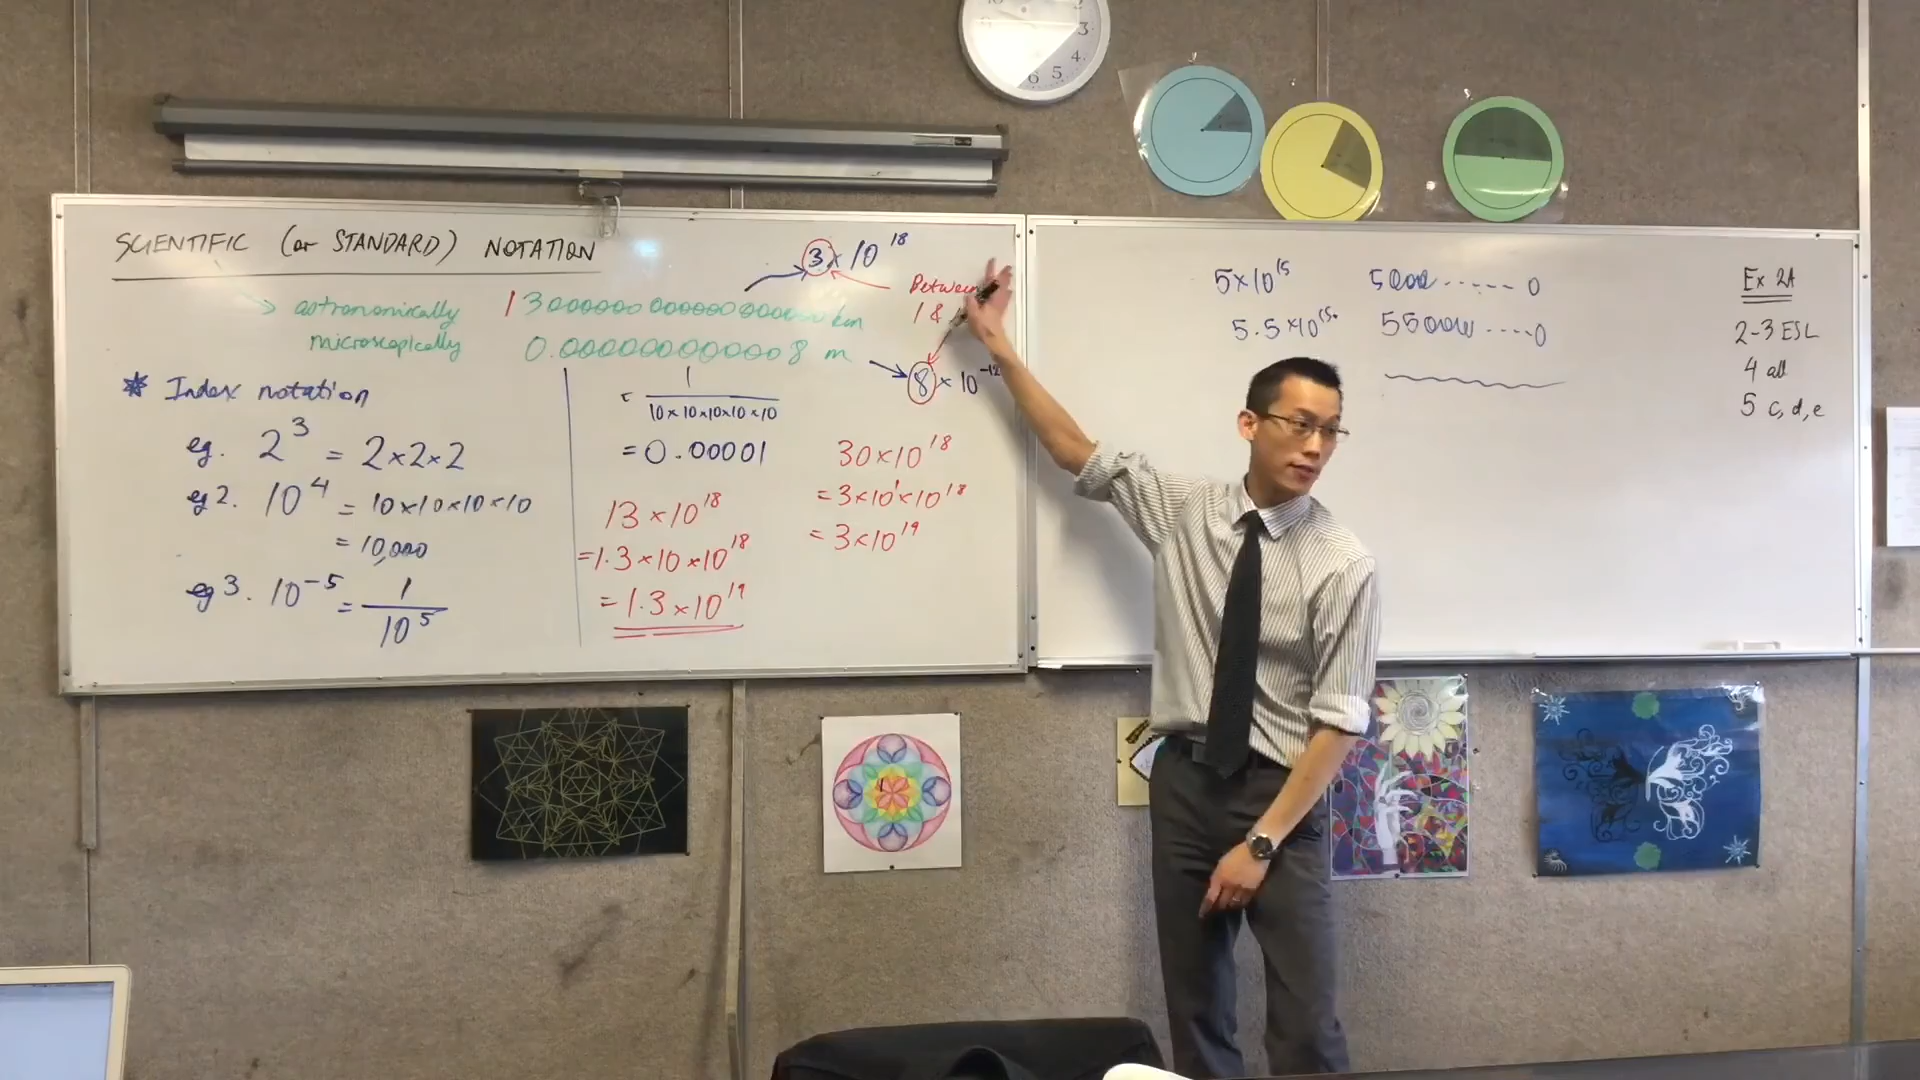 SCIENTIFIC (or STANDARD) NOTATION
3 × 10^18
astronomically 13000000000000000000 km
Between
1 &
microscopically 0.000000000008 m
8 × 10^-12
* Index notation
eg. 2^3 = 2×2×2
eg 2. 10^4 = 10×10×10×10
= 10,000
eg 3. 10^-5 = 1/10^5
= 1/(10×10×10×10×10)
= 0.00001
13 × 10^18
= 1.3 × 10 × 10^18
= 1.3 × 10^19
30 × 10^18
= 3×10^1×10^18
= 3×10^19
5×10^15 5000.......0
5.5×10^15 55000.....0
Ex 2A
2-3 ESL
4 all
5 c, d, e
3
4
5
6